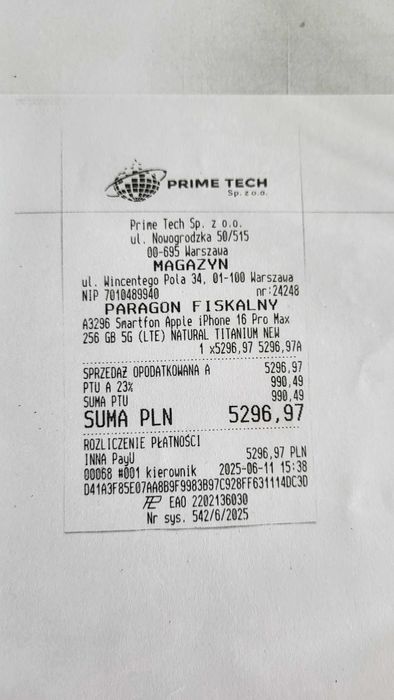 PRIME TECH
Sp. z o.o.
Prime Tech Sp. z o.o.
ul. Nowogrodzka 50/515
00-695 Warszawa
MAGAZYN
ul. Wincentego Pola 34, 01-100 Warszawa
NIP 7010489940 nr:24248
PARAGON FISKALNY
A3296 Smartfon Apple iPhone 16 Pro Max
256 GB 5G (LTE) NATURAL TITANIUM NEW
1 x5296,97 5296,97A
SPRZEDAŻ OPODATKOWANA A 5296,97
PTU A 23% 990,49
SUMA PTU 990,49
SUMA PLN 5296,97
ROZLICZENIE PŁATNOŚCI
INNA PayU 5296,97 PLN
00068 #001 kierownik 2025-06-11 15:38
D41A3F85E07AA8B9F9983B97C928FF631114DC3D
EAO 2202136030
Nr sys. 542/6/2025